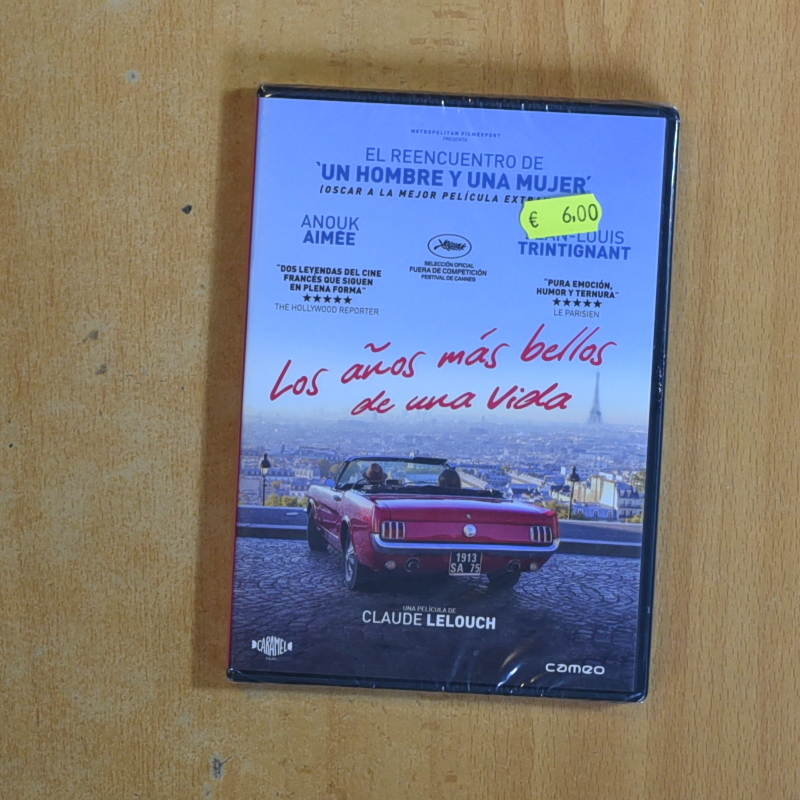 METROPOLITAN FILMEXPORT
PRESENTA
EL REENCUENTRO DE
'UN HOMBRE Y UNA MUJER'
[OSCAR A LA MEJOR PELÍCULA
€ 6,00
ANOUK
AIMÉE
SELECCIÓN OFICIAL
FUERA DE COMPETICIÓN
FESTIVAL DE CANNES
TRINTIGNANT
"DOS LEYENDAS DEL CINE
FRANCÉS QUE SIGUEN
EN PLENA FORMA"
★★★★★
THE HOLLYWOOD REPORTER
"PURA EMOCIÓN,
HUMOR Y TERNURA"
★★★★★
LE PARISIEN
Los años más bellos
de una vida
1913
SA 75
UNA PELÍCULA DE
CLAUDE LELOUCH
CARAMEL
FILMS
cameo